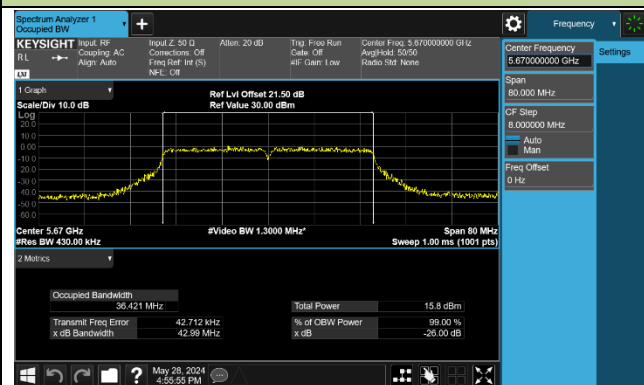 Spectrum Analyzer 1
Occupied BW
+
Frequency
KEYSIGHT
Input: RF
Coupling: AC
Align: Auto
Input Z: 50 Ω
Corrections: Off
Freq Ref: Int (S)
NFE: Off
Atten: 20 dB
Trig: Free Run
Gate: Off
#IF Gain: Low
Center Freq: 5.670000000 GHz
Avg|Hold: 50/50
Radio Std: None
RL
LXI
Center Frequency
5.670000000 GHz
Settings
Span
80.000 MHz
CF Step
8.000000 MHz
Auto
Man
Freq Offset
0 Hz
1 Graph
Scale/Div 10.0 dB
Ref Lvl Offset 21.50 dB
Ref Value 30.00 dBm
Log
20.0
10.0
0.00
-10.0
-20.0
-30.0
-40.0
-50.0
-60.0
Center 5.67 GHz
#Res BW 430.00 kHz
#Video BW 1.3000 MHz*
Span 80 MHz
Sweep 1.00 ms (1001 pts)
2 Metrics
Occupied Bandwidth
36.421 MHz
Total Power 15.8 dBm
Transmit Freq Error 42.712 kHz
% of OBW Power 99.00 %
x dB Bandwidth 42.99 MHz
x dB -26.00 dB
?
May 28, 2024
4:55:55 PM